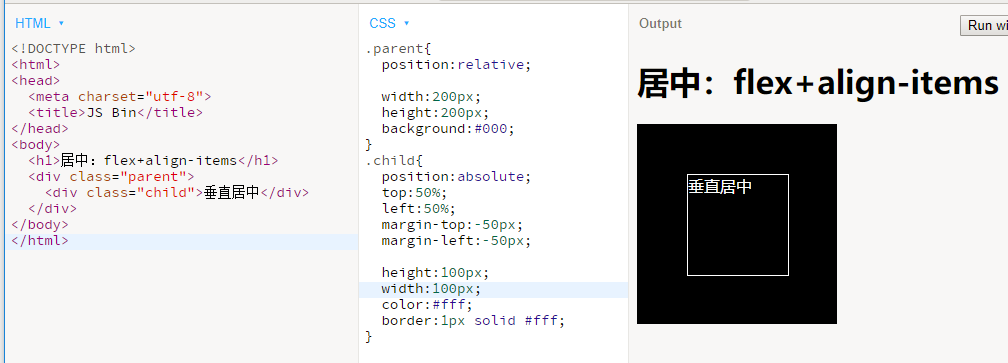 HTML ▾
<!DOCTYPE html>
<html>
<head>
  <meta charset="utf-8">
  <title>JS Bin</title>
</head>
<body>
  <h1>居中：flex+align-items</h1>
  <div class="parent">
    <div class="child">垂直居中</div>
  </div>
</body>
</html>
CSS ▾
.parent{
  position:relative;

  width:200px;
  height:200px;
  background:#000;
}
.child{
  position:absolute;
  top:50%;
  left:50%;
  margin-top:-50px;
  margin-left:-50px;

  height:100px;
  width:100px;
  color:#fff;
  border:1px solid #fff;
}
Output
Run wi
居中：flex+align-items
垂直居中